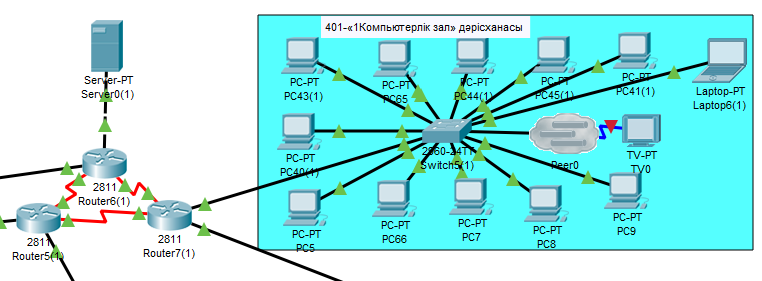 401-«1Компьютерлік зал» дәрісханасы
Server-PT
Server0(1)
PC-PT
PC43(1)
PC-PT
PC65
PC-PT
PC44(1)
PC-PT
PC45(1)
PC-PT
PC41(1)
Laptop-PT
Laptop6(1)
PC-PT
PC40(1)
2960-24TT
Switch5(1)
Peer0
TV-PT
TV0
2811
Router6(1)
2811
Router5(1)
2811
Router7(1)
PC-PT
PC5
PC-PT
PC66
PC-PT
PC7
PC-PT
PC8
PC-PT
PC9